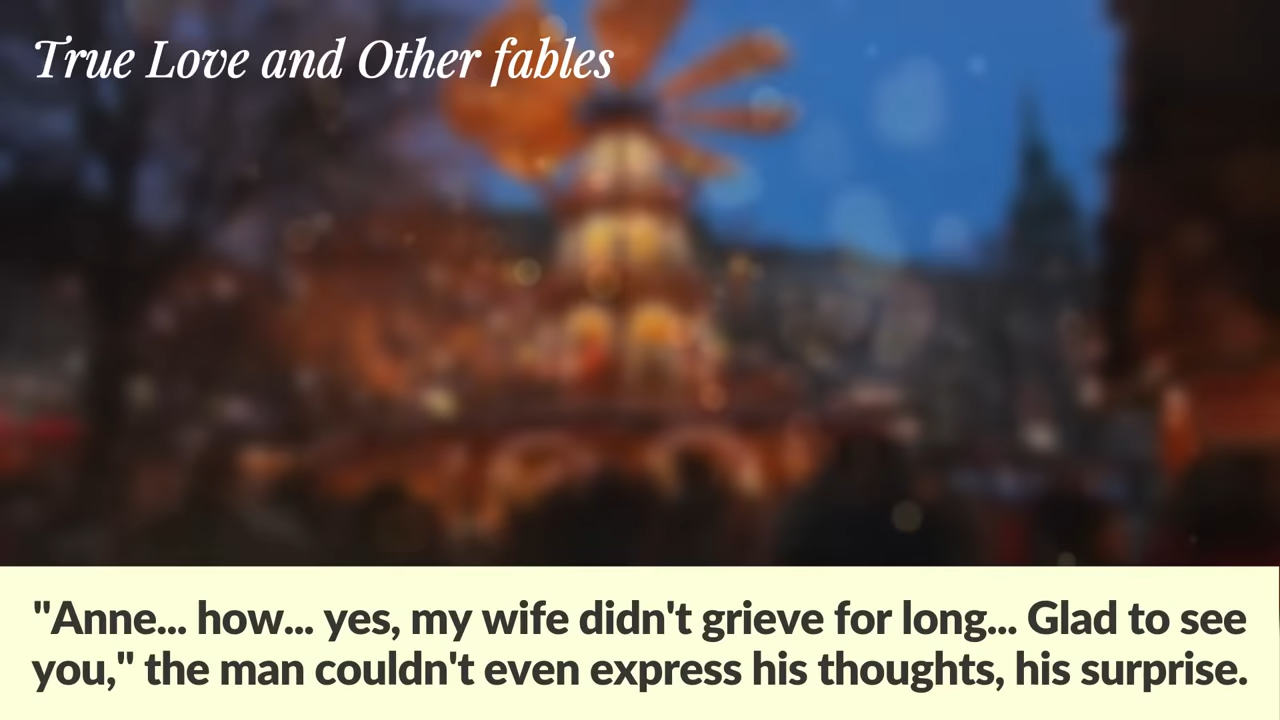 True Love and Other fables
"Anne... how... yes, my wife didn't grieve for long... Glad to see
you," the man couldn't even express his thoughts, his surprise.